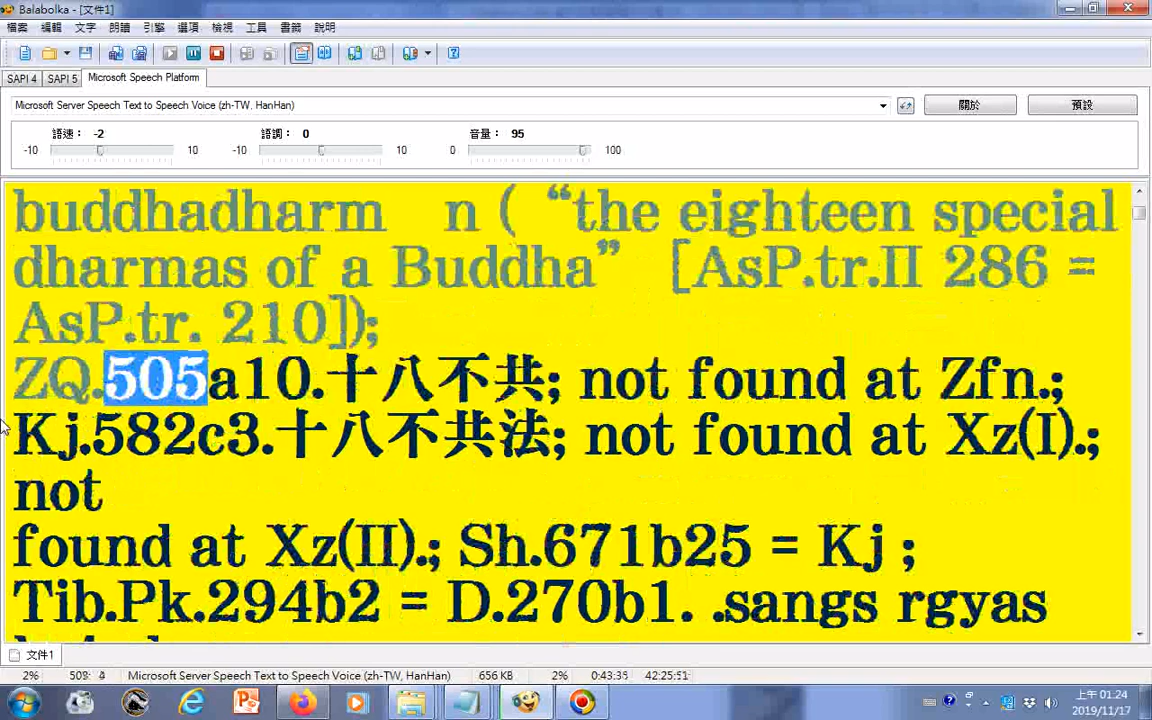 Balabolka - [文件1]
檔案 編輯 文字 朗讀 引擎 選項 檢視 工具 書籤 說明
SAPI 4 SAPI 5 Microsoft Speech Platform
Microsoft Server Speech Text to Speech Voice (zh-TW, HanHan) 關於 預設
語速： -2 語調： 0 音量： 95
-10 10 -10 10 0 100
buddhadharm n ( “the eighteen special
dharmas of a Buddha” [AsP.tr.II 286 =
AsP.tr. 210]);
ZQ.505a10.十八不共; not found at Zfn.;
Kj.582c3.十八不共法; not found at Xz(I).;
not
found at Xz(II).; Sh.671b25 = Kj ;
Tib.Pk.294b2 = D.270b1. .sangs rgyas
文件1
2% Microsoft Server Speech Text to Speech Voice (zh-TW, HanHan) 656 KB 2% 0:43:35 42:25:51
上午 01:24
2019/11/17